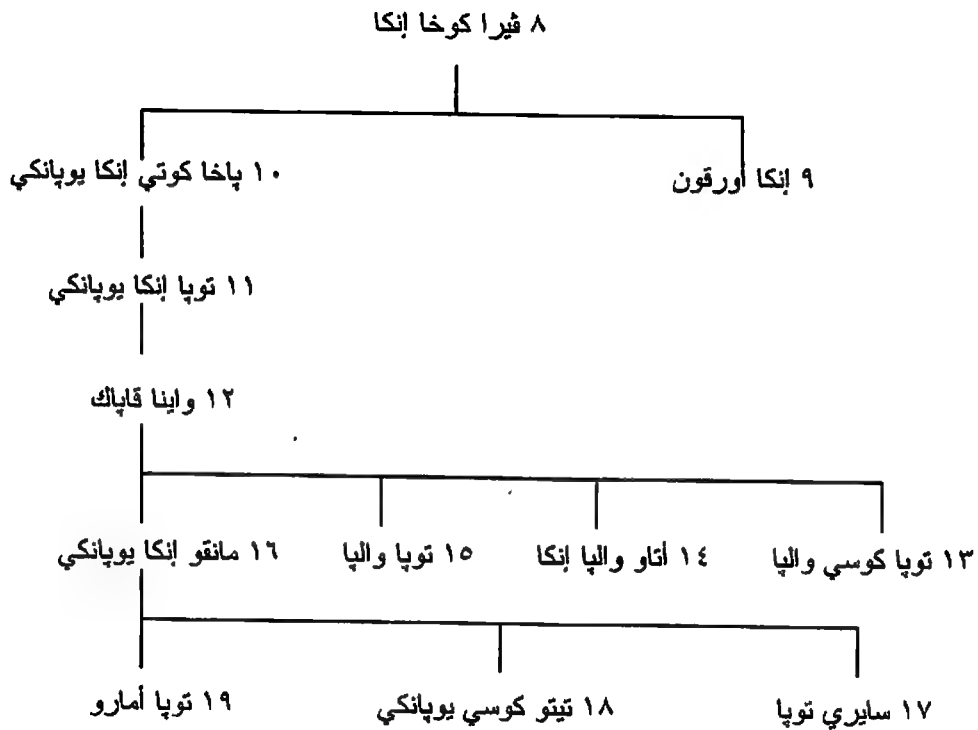 ٨ ڤيرا كوخا إنكا
٩ إنكا أورقون
١٠ پاخا كوتي إنكا يوپانكي
١١ توپا إنكا يوپانكي
١٢ واينا قاپاك
١٣ توپا كوسي والپا
١٤ أتاو والپا إنكا
١٥ توپا والپا
١٦ مانقو إنكا يوپانكي
١٧ سايري توپا
١٨ تيتو كوسي يوپانكي
١٩ توپا أمارو